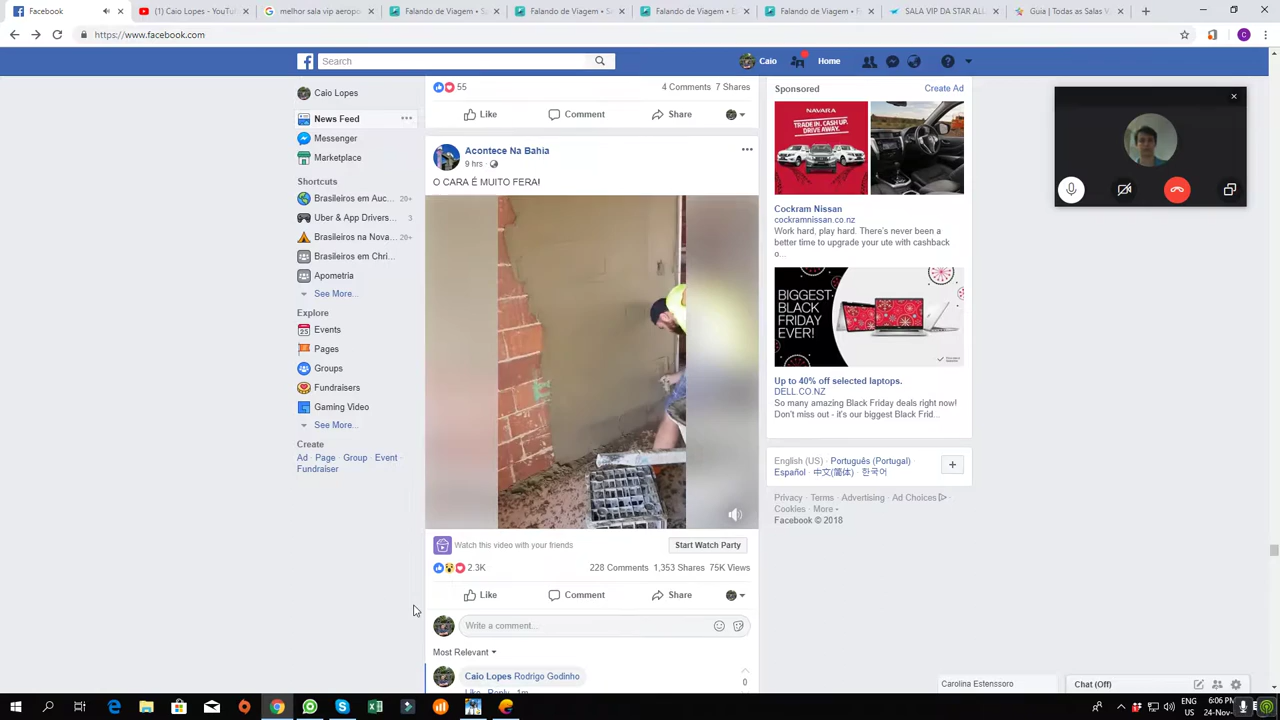 Facebook
(2) Caio Leves - YouT
melhor sala vip aeropo
Falando de Viagem - B
Falando de Viagem - E
Falando de Viagem - E
Falando de Viagem - F
SALA VIP DA STAR ALL
Guia | Todas as Salas V
https://www.facebook.com
Search
Caio
Home
Caio Lopes
News Feed
Messenger
Marketplace
Shortcuts
Brasileiros em Auc... 20+
Uber & App Drivers... 3
Brasileiros na Nova... 20+
Brasileiros em Chri...
Apometria
See More...
Explore
Events
Pages
Groups
Fundraisers
Gaming Video
See More...
Create
Ad · Page · Group · Event ·
Fundraiser
55
4 Comments 7 Shares
Like Comment Share
Acontece Na Bahia
9 hrs ·
O CARA É MUITO FERA!
Watch this video with your friends
Start Watch Party
2.3K
228 Comments 1,353 Shares 75K Views
Like Comment Share
Write a comment...
Most Relevant
Caio Lopes Rodrigo Godinho
0
Like · Reply · 1m
Sponsored
Create Ad
NAVARA
TRADE IN. CASH UP.
DRIVE AWAY.
Cockram Nissan
cockramnissan.co.nz
Work hard, play hard. There's never been a
better time to upgrade your ute with cashback
o...
BIGGEST
BLACK
FRIDAY
EVER!
Up to 40% off selected laptops.
DELL.CO.NZ
So many amazing Black Friday deals right now!
Don't miss out - it's our biggest Black Frid...
English (US) · Português (Portugal) ·
Español · 中文(简体) · 한국어
Privacy · Terms · Advertising · Ad Choices ·
Cookies · More
Facebook © 2018
Carolina Estenssoro
Chat (Off)
ENG
6:06 PM
24-Nov-